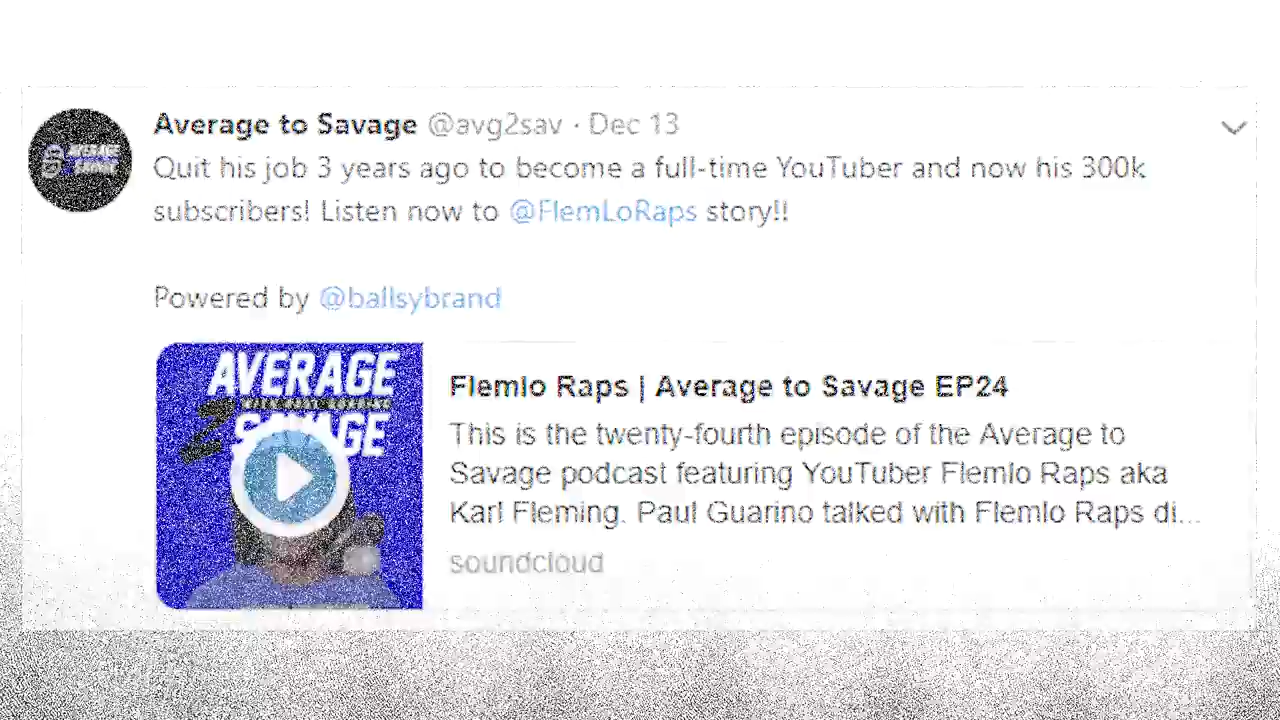 Average to Savage @avg2sav · Dec 13
Quit his job 3 years ago to become a full-time YouTuber and now his 300k
subscribers! Listen now to @FlemLoRaps story!!
Powered by @ballsybrand
AVERAGE
2
SAVAGE
Flemlo Raps | Average to Savage EP24
This is the twenty-fourth episode of the Average to
Savage podcast featuring YouTuber Flemlo Raps aka
Karl Fleming. Paul Guarino talked with Flemlo Raps di...
soundcloud